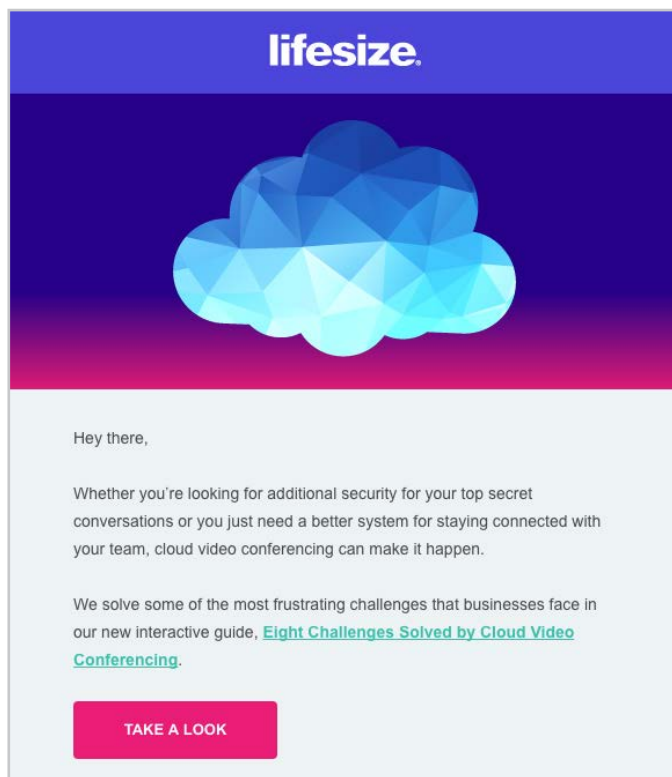 lifesize.
Hey there,
Whether you're looking for additional security for your top secret
conversations or you just need a better system for staying connected with
your team, cloud video conferencing can make it happen.
We solve some of the most frustrating challenges that businesses face in
our new interactive guide, Eight Challenges Solved by Cloud Video
Conferencing.
TAKE A LOOK